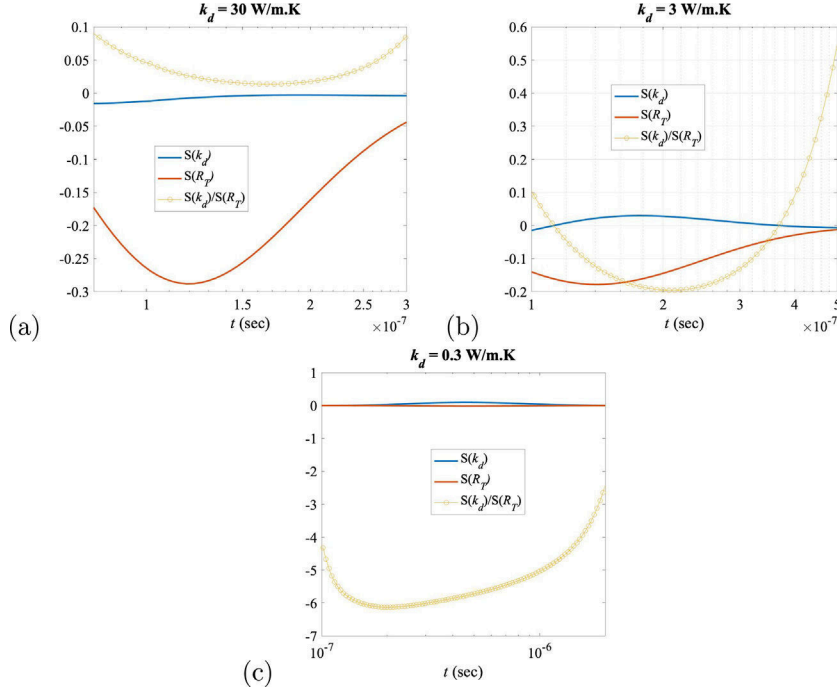 k_d = 30 W/m.K
0.1
0.05
0
-0.05
-0.1
-0.15
-0.2
-0.25
-0.3
S(k_d)
S(R_T)
S(k_d)/S(R_T)
1 1.5 2 3
t (sec) ×10^-7
(a)
k_d = 3 W/m.K
0.6
0.5
0.4
0.3
0.2
0.1
0
-0.1
-0.2
S(k_d)
S(R_T)
S(k_d)/S(R_T)
1 2 3 4 5
t (sec) ×10^-7
(b)
k_d = 0.3 W/m.K
1
0
-1
-2
-3
-4
-5
-6
-7
S(k_d)
S(R_T)
S(k_d)/S(R_T)
10^-7 10^-6
t (sec)
(c)